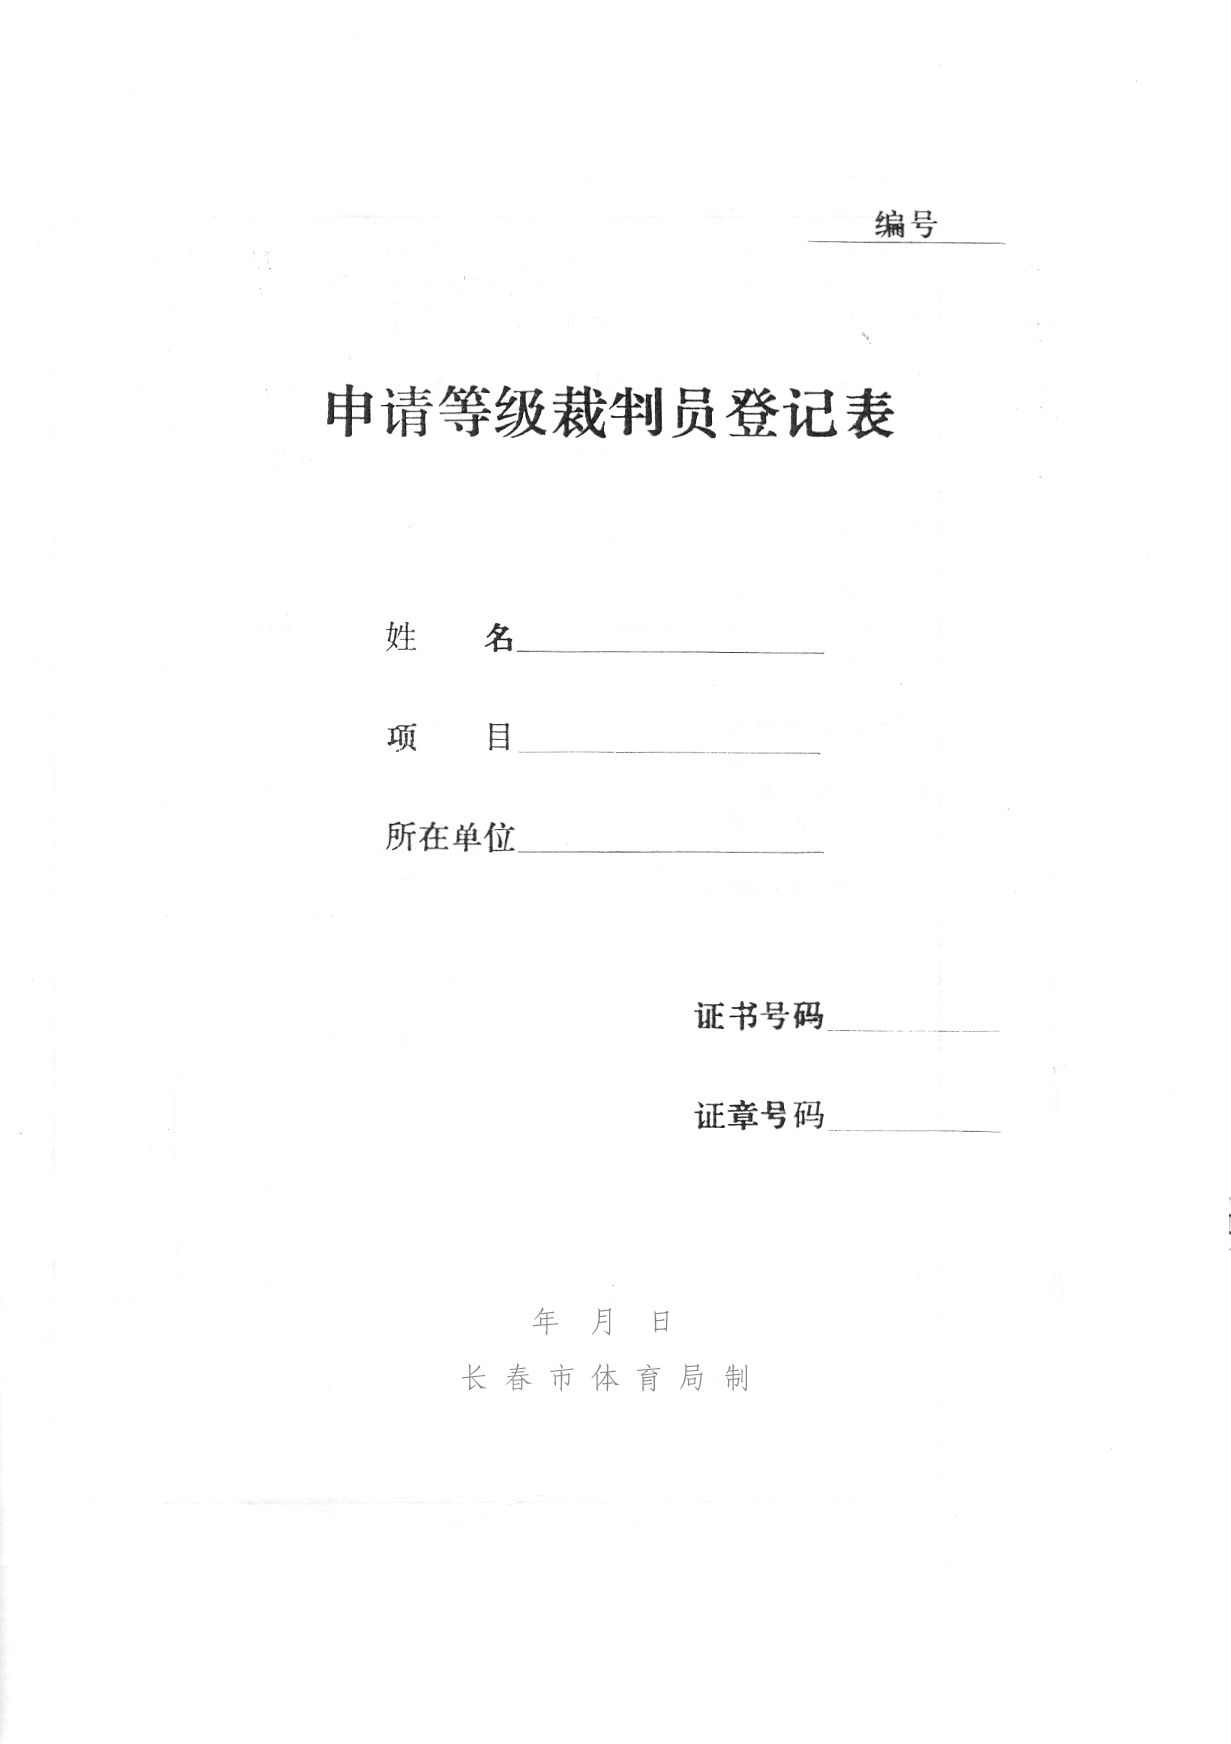 编号
申请等级裁判员登记表
姓 名
项 目
所在单位
证书号码
证章号码
年 月 日
长 春 市 体 育 局 制